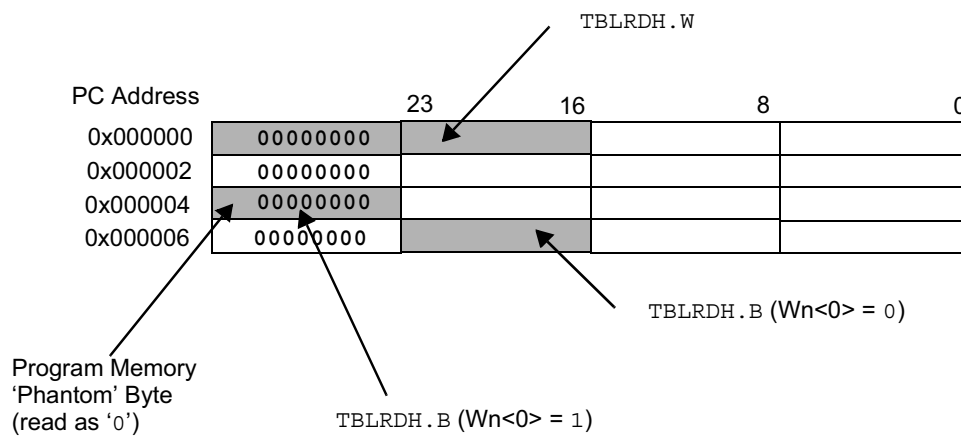 TBLRDH.W
PC Address
23 16 8 0
0x000000 00000000
0x000002 00000000
0x000004 00000000
0x000006 00000000
TBLRDH.B (Wn<0> = 0)
Program Memory
‘Phantom’ Byte
(read as ‘0’)
TBLRDH.B (Wn<0> = 1)